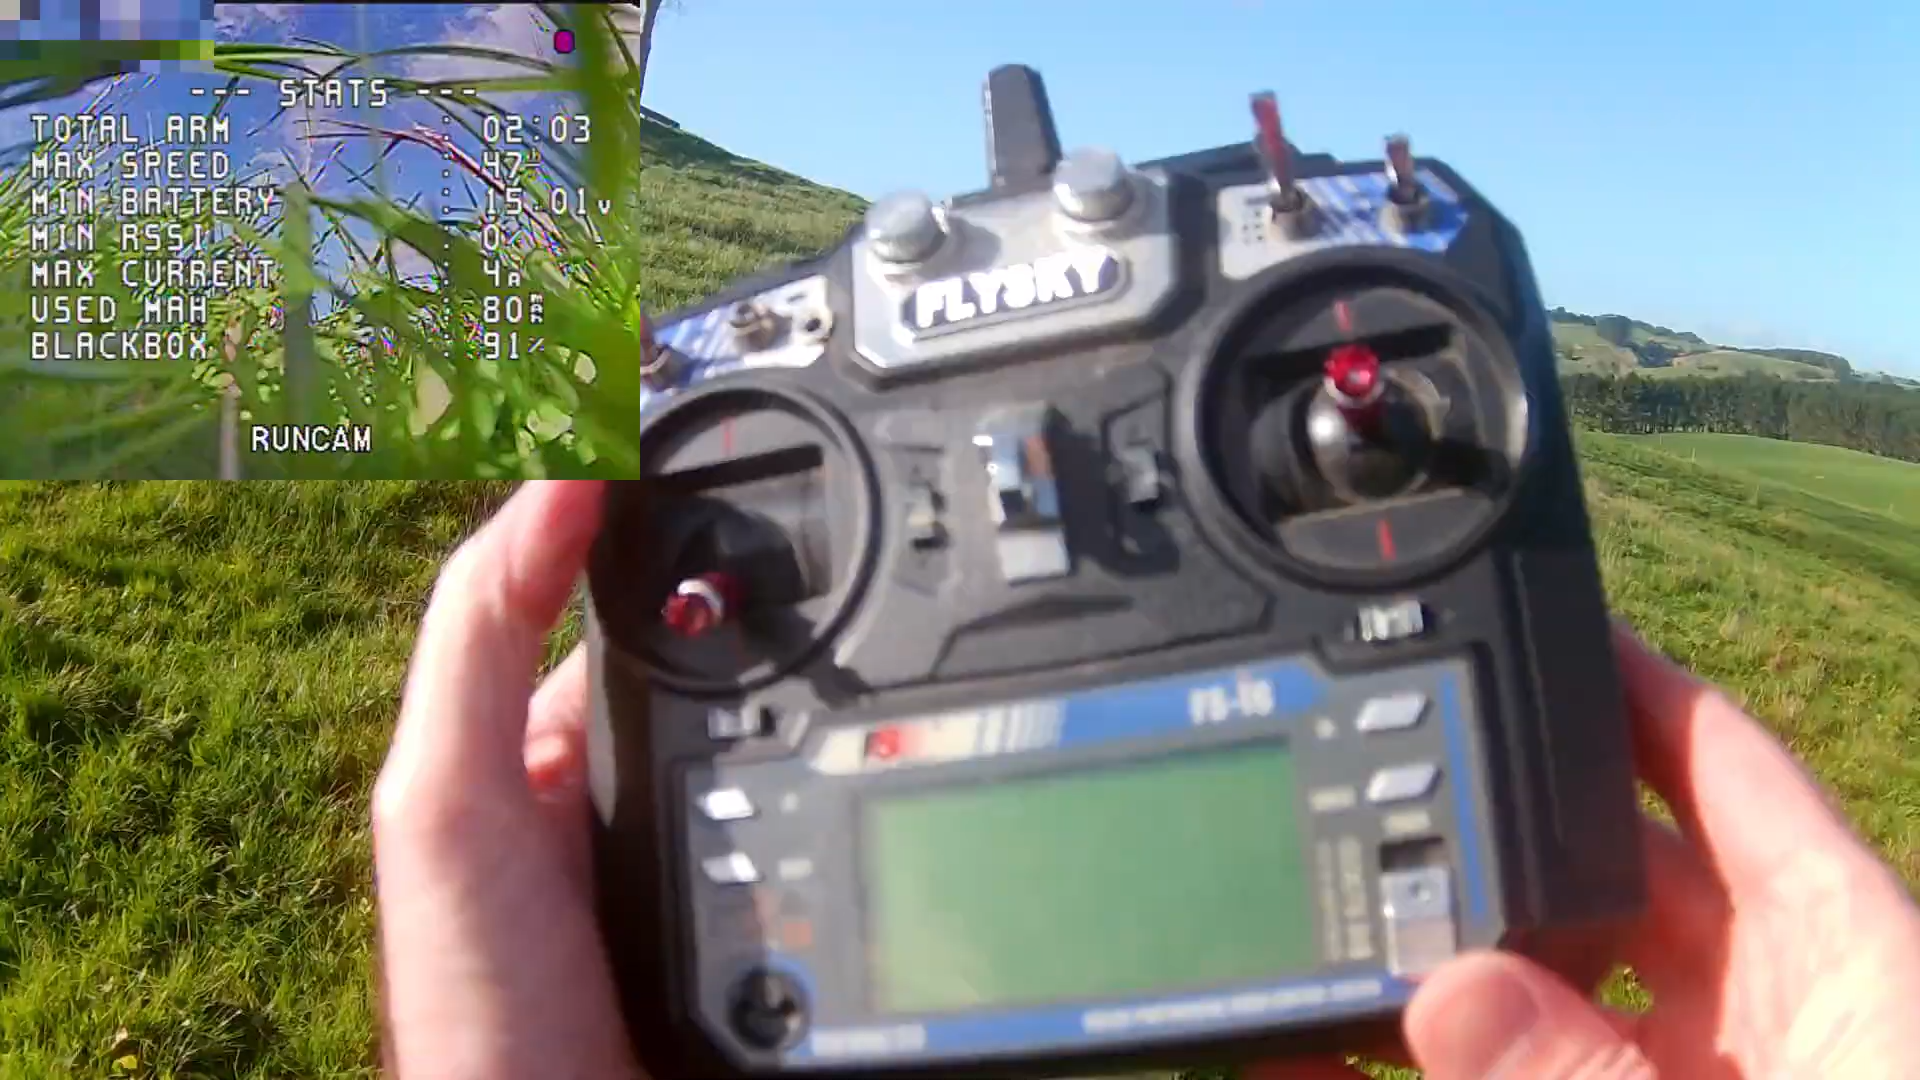 --- STATS ---
TOTAL ARM : 02:03
MAX SPEED : 47
MIN BATTERY : 15.01V
MIN RSSI : 0%
MAX CURRENT : 4A
USED MAH : 80
BLACKBOX : 91%
RUNCAM
FLYSKY
FS-i6